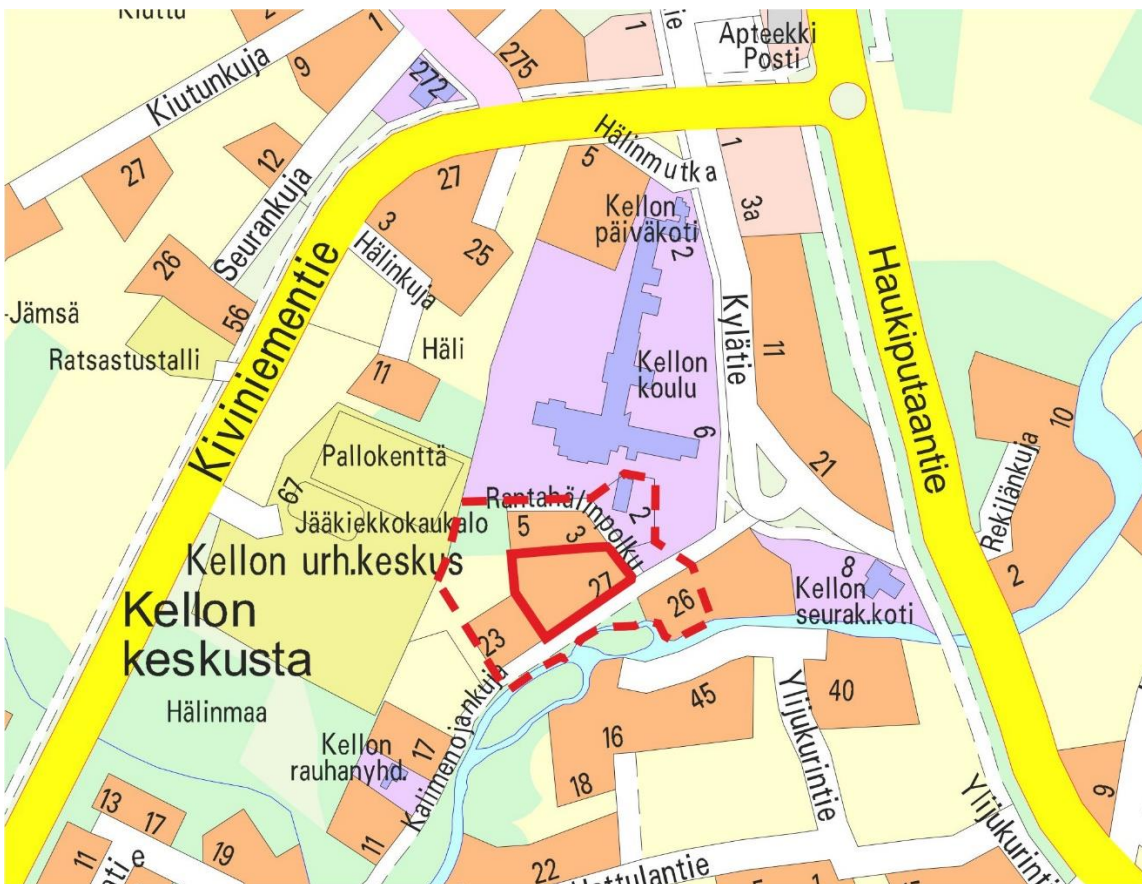 Kiuttu
2
1
9
Kiutunkuja
272
275
1
Apteekki
Posti
27
12
Seurankuja
27
3
Hälinkuja
25
5
Hälinmutka
1
3a
Kellon
päiväkoti
2
26
56
-Jämsä
Ratsastustalli
Kiviniementie
11
Häli
Kellon
koulu
6
Kylätie
11
Haukiputaantie
10
21
Rekilänkuja
2
Pallokenttä
67
Jääkiekkokaukalo
Kellon urh.keskus
Rantahälinpolku
2
5
3
27
26
23
8
Kellon
seurak.koti
Kellon
keskusta
Hälinmaa
Kalimenojankuja
17
Kellon
rauhanyhd.
11
45
16
18
40
Ylijukurintie
Ylijukurintie
9
13
17
11
19
22
1